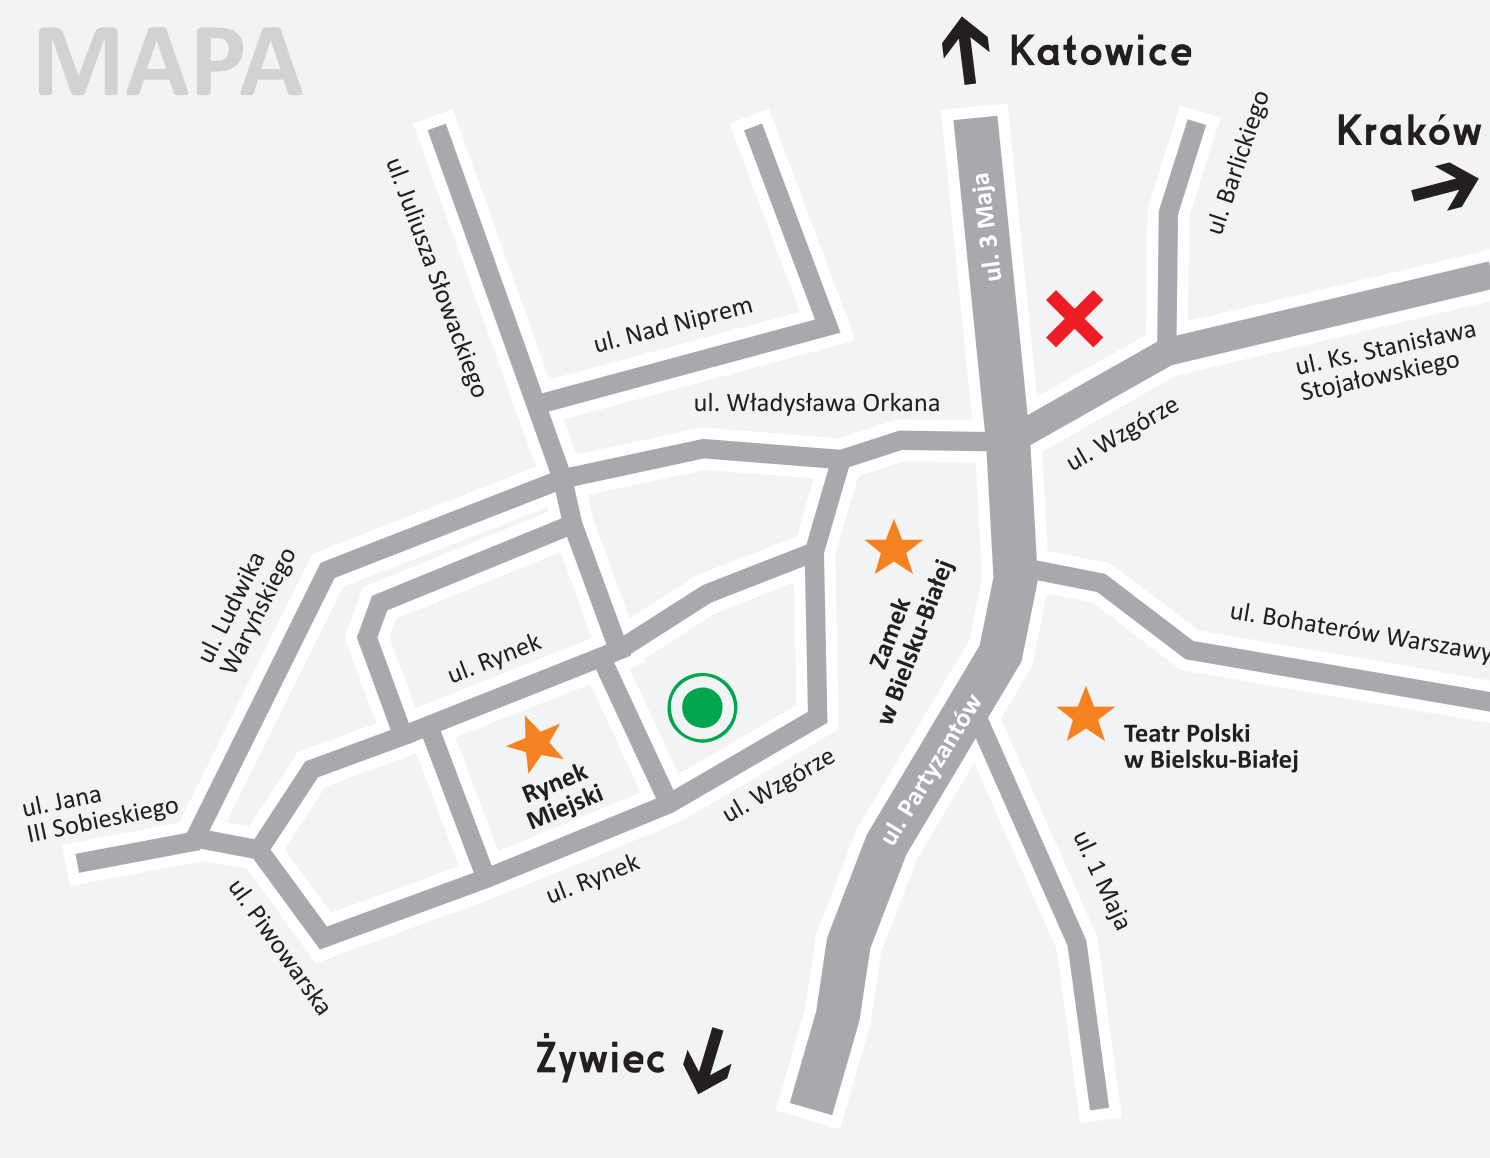 MAPA
Katowice
Kraków
ul. Barlickiego
ul. 3 Maja
ul. Juliusza Słowackiego
ul. Nad Niprem
ul. Ks. Stanisława
Stojałowskiego
ul. Władysława Orkana
ul. Wzgórze
ul. Ludwika
Waryńskiego
Zamek
w Bielsku-Białej
ul. Bohaterów Warszawy
ul. Rynek
Teatr Polski
w Bielsku-Białej
ul. Partyzantów
Rynek
Miejski
ul. Wzgórze
ul. Jana
III Sobieskiego
ul. Rynek
ul. 1 Maja
ul. Piwowarska
Żywiec